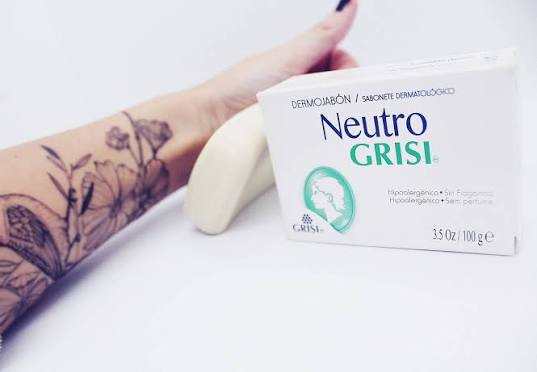 DERMOJABÓN / SABONETE DERMATOLÓGICO
Neutro
GRISI
Hipoalergénico • Sin Fragancia
Hipoalergênico • Sem perfume
GRISI
3.5 Oz / 100 g ℮